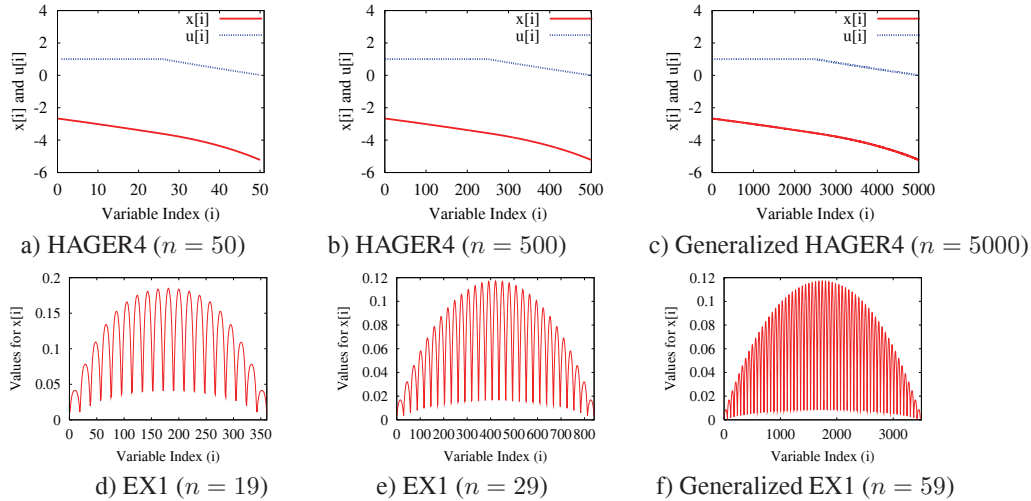 4
2
0
-2
-4
-6
x[i] and u[i]
x[i]
u[i]
0 10 20 30 40 50
Variable Index (i)
a) HAGER4 (n = 50)
4
2
0
-2
-4
-6
x[i] and u[i]
x[i]
u[i]
0 100 200 300 400 500
Variable Index (i)
b) HAGER4 (n = 500)
4
2
0
-2
-4
-6
x[i] and u[i]
x[i]
u[i]
0 1000 2000 3000 4000 5000
Variable Index (i)
c) Generalized HAGER4 (n = 5000)
0.2
0.15
0.1
0.05
0
Values for x[i]
0 50 100 150 200 250 300 350
Variable Index (i)
d) EX1 (n = 19)
0.12
0.1
0.08
0.06
0.04
0.02
0
Values for x[i]
0 100 200 300 400 500 600 700 800
Variable Index (i)
e) EX1 (n = 29)
0.12
0.1
0.08
0.06
0.04
0.02
0
Values for x[i]
0 1000 2000 3000
Variable Index (i)
f) Generalized EX1 (n = 59)